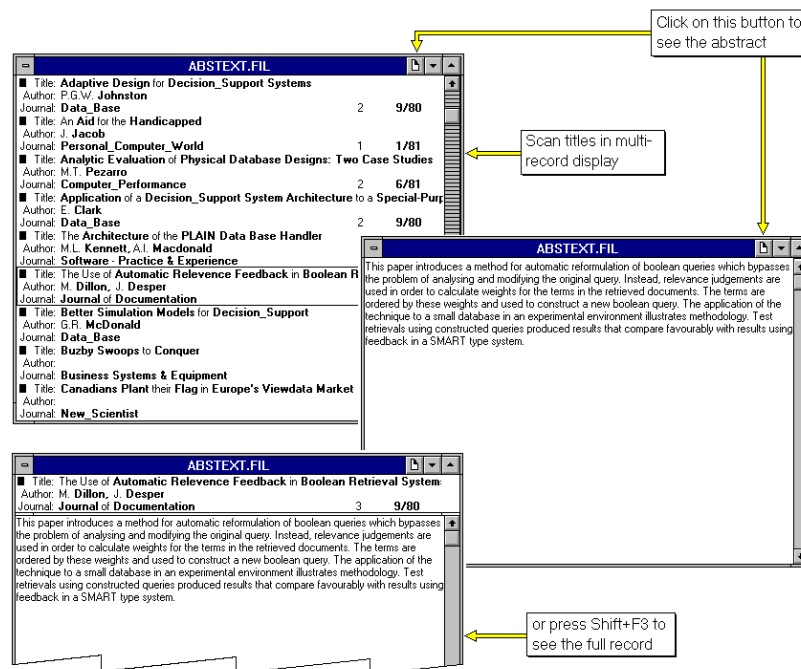 Click on this button to
see the abstract
ABSTEXT.FIL
Title: Adaptive Design for Decision_Support Systems
Author: P.G.W. Johnston
Journal: Data_Base 2 9/80
Title: An Aid for the Handicapped
Author: J. Jacob
Journal: Personal_Computer_World 1 1/81
Title: Analytic Evaluation of Physical Database Designs: Two Case Studies
Author: M.T. Pezarro
Journal: Computer_Performance 2 6/81
Title: Application of a Decision_Support System Architecture to a Special-Purp
Author: E. Clark
Journal: Data_Base 2 9/80
Title: The Architecture of the PLAIN Data Base Handler
Author: M.L. Kennett, A.I. Macdonald
Journal: Software - Practice & Experience
Title: The Use of Automatic Relevence Feedback in Boolean R
Author: M. Dillon, J. Desper
Journal: Journal of Documentation
Title: Better Simulation Models for Decision_Support
Author: G.R. McDonald
Journal: Data_Base
Title: Buzby Swoops to Conquer
Author:
Journal: Business Systems & Equipment
Title: Canadians Plant their Flag in Europe's Viewdata Market
Author:
Journal: New_Scientist
Scan titles in multi-
record display
ABSTEXT.FIL
This paper introduces a method for automatic reformulation of boolean queries which bypasses
the problem of analysing and modifying the original query. Instead, relevance judgements are
used in order to calculate weights for the terms in the retrieved documents. The terms are
ordered by these weights and used to construct a new boolean query. The application of the
technique to a small database in an experimental environment illustrates methodology. Test
retrievals using constructed queries produced results that compare favourably with results using
feedback in a SMART type system.
ABSTEXT.FIL
Title: The Use of Automatic Relevence Feedback in Boolean Retrieval System
Author: M. Dillon, J. Desper
Journal: Journal of Documentation 3 9/80
This paper introduces a method for automatic reformulation of boolean queries which bypasses
the problem of analysing and modifying the original query. Instead, relevance judgements are
used in order to calculate weights for the terms in the retrieved documents. The terms are
ordered by these weights and used to construct a new boolean query. The application of the
technique to a small database in an experimental environment illustrates methodology. Test
retrievals using constructed queries produced results that compare favourably with results using
feedback in a SMART type system.
or press Shift+F3 to
see the full record